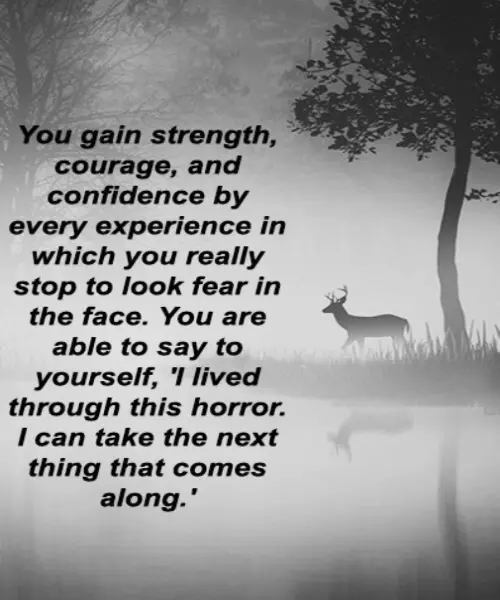 You gain strength,
courage, and
confidence by
every experience in
which you really
stop to look fear in
the face. You are
able to say to
yourself, 'I lived
through this horror.
I can take the next
thing that comes
along.'